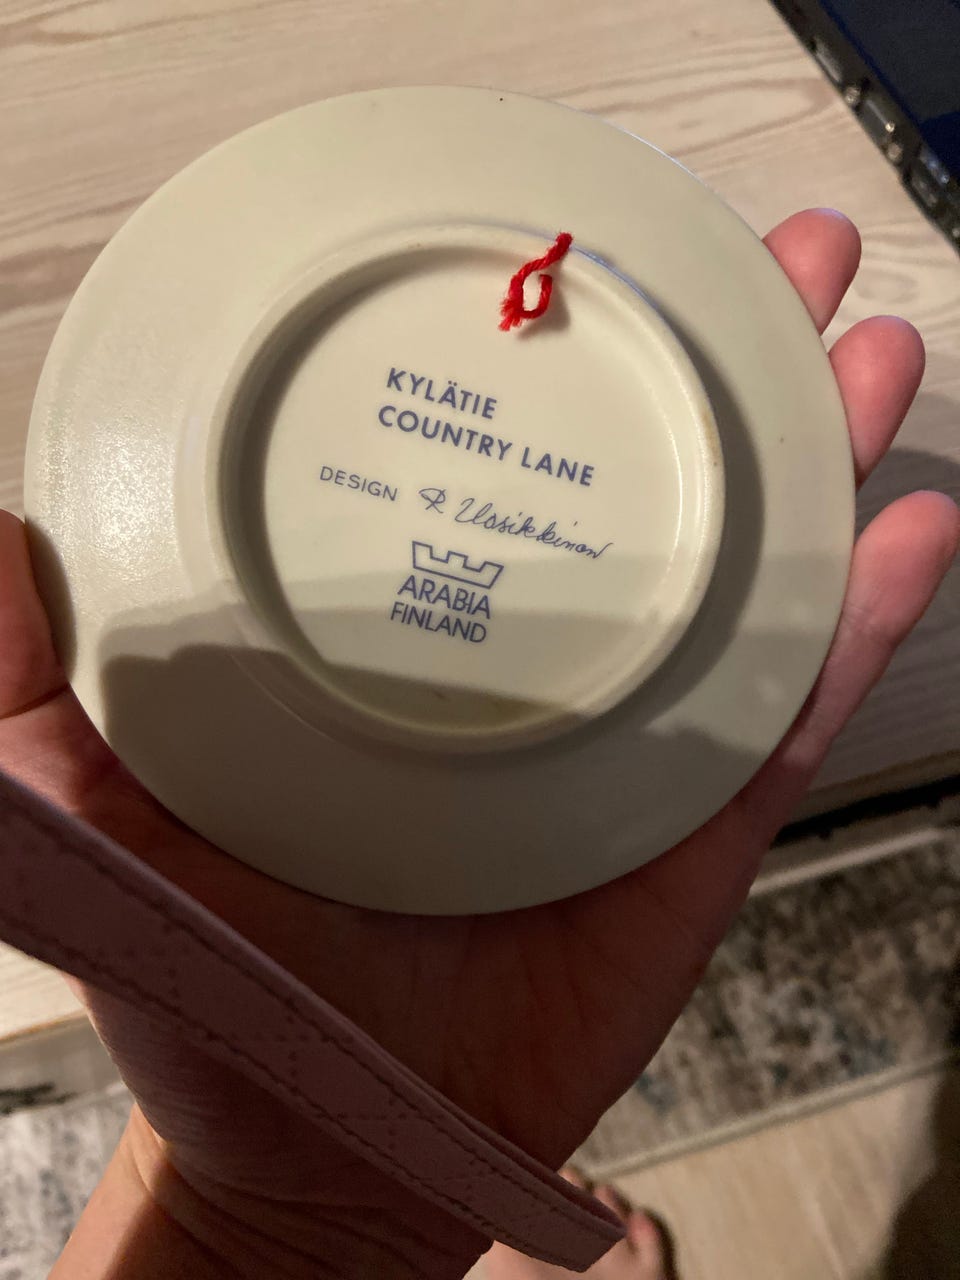 KYLÄTIE
COUNTRY LANE
DESIGN R Uosikkinen
ARABIA
FINLAND